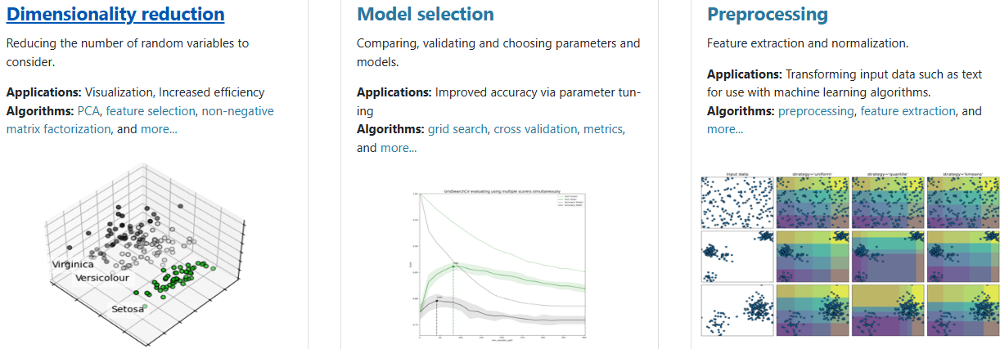 Dimensionality reduction
Reducing the number of random variables to
consider.
Applications: Visualization, Increased efficiency
Algorithms: PCA, feature selection, non-negative
matrix factorization, and more...
Virginica
Versicolour
Setosa
Model selection
Comparing, validating and choosing parameters and
models.
Applications: Improved accuracy via parameter tun-
ing
Algorithms: grid search, cross validation, metrics,
and more...
GridSearchCV evaluating using multiple scorers simultaneously
Preprocessing
Feature extraction and normalization.
Applications: Transforming input data such as text
for use with machine learning algorithms.
Algorithms: preprocessing, feature extraction, and
more...
Input data
strategy='uniform'
strategy='quantile'
strategy='kmeans'